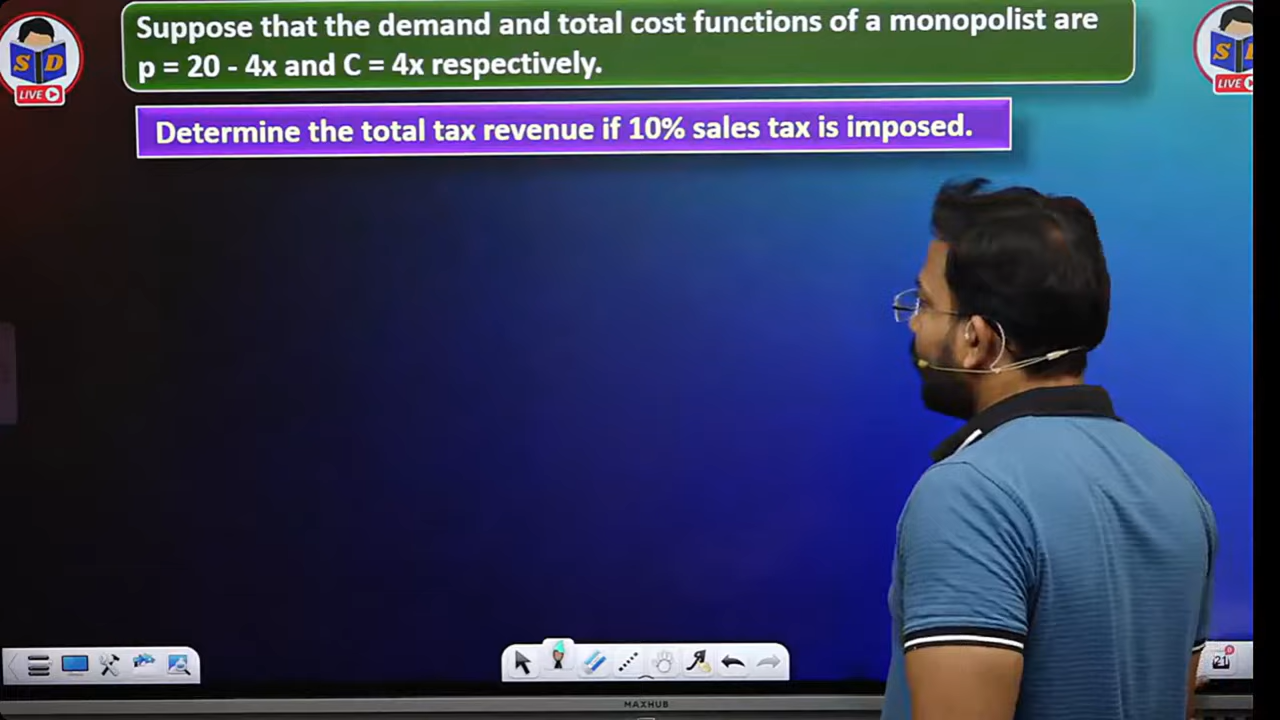 Suppose that the demand and total cost functions of a monopolist are
p = 20 - 4x and C = 4x respectively.
Determine the total tax revenue if 10% sales tax is imposed.
S D
LIVE
S
LIVE
21
MAXHUB